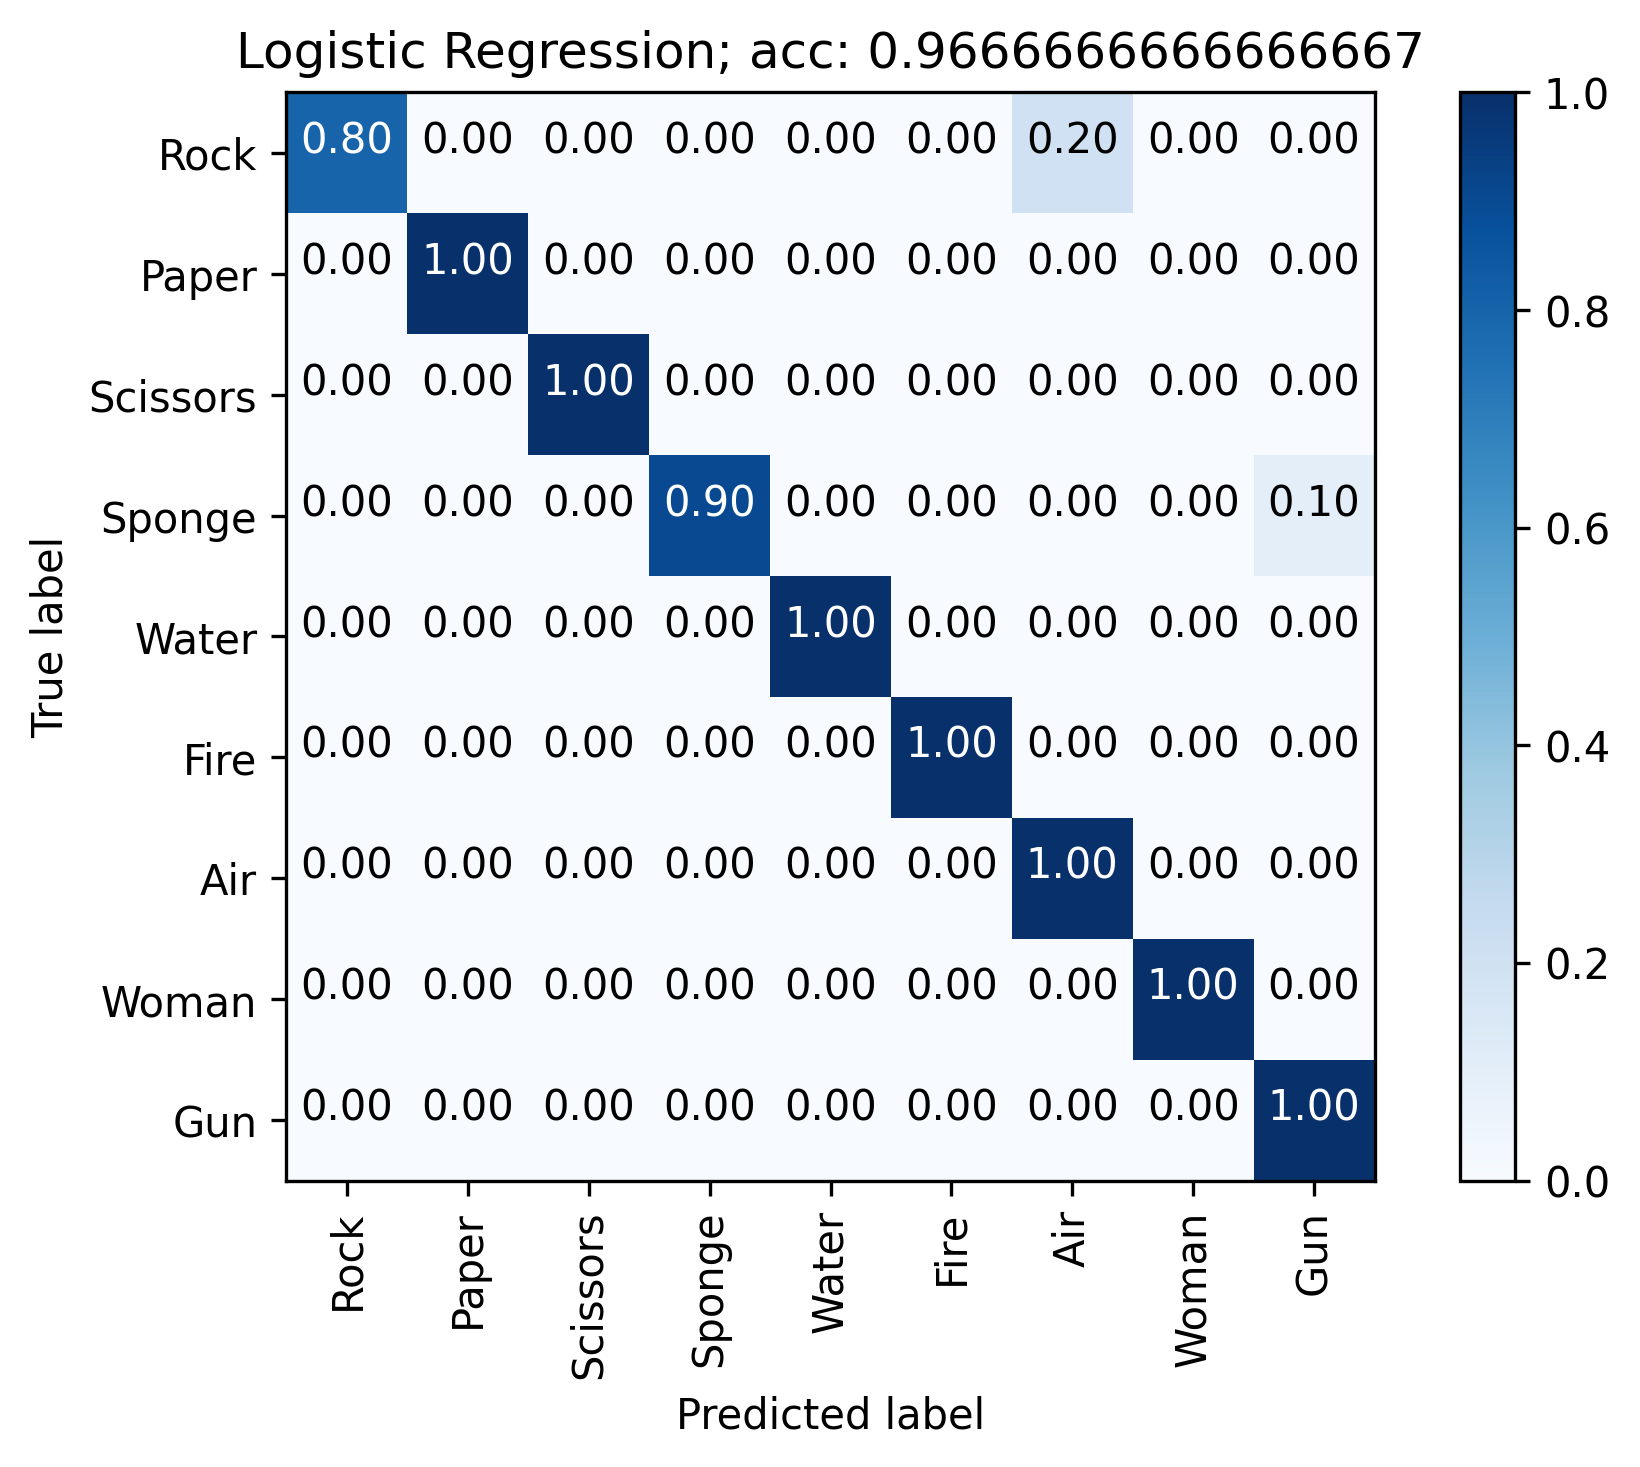 Logistic Regression; acc: 0.9666666666666667
Rock 0.80 0.00 0.00 0.00 0.00 0.00 0.20 0.00 0.00
Paper 0.00 1.00 0.00 0.00 0.00 0.00 0.00 0.00 0.00
Scissors 0.00 0.00 1.00 0.00 0.00 0.00 0.00 0.00 0.00
Sponge 0.00 0.00 0.00 0.90 0.00 0.00 0.00 0.00 0.10
Water 0.00 0.00 0.00 0.00 1.00 0.00 0.00 0.00 0.00
Fire 0.00 0.00 0.00 0.00 0.00 1.00 0.00 0.00 0.00
Air 0.00 0.00 0.00 0.00 0.00 0.00 1.00 0.00 0.00
Woman 0.00 0.00 0.00 0.00 0.00 0.00 0.00 1.00 0.00
Gun 0.00 0.00 0.00 0.00 0.00 0.00 0.00 0.00 1.00
True label
Rock Paper Scissors Sponge Water Fire Air Woman Gun
Predicted label
1.0
0.8
0.6
0.4
0.2
0.0